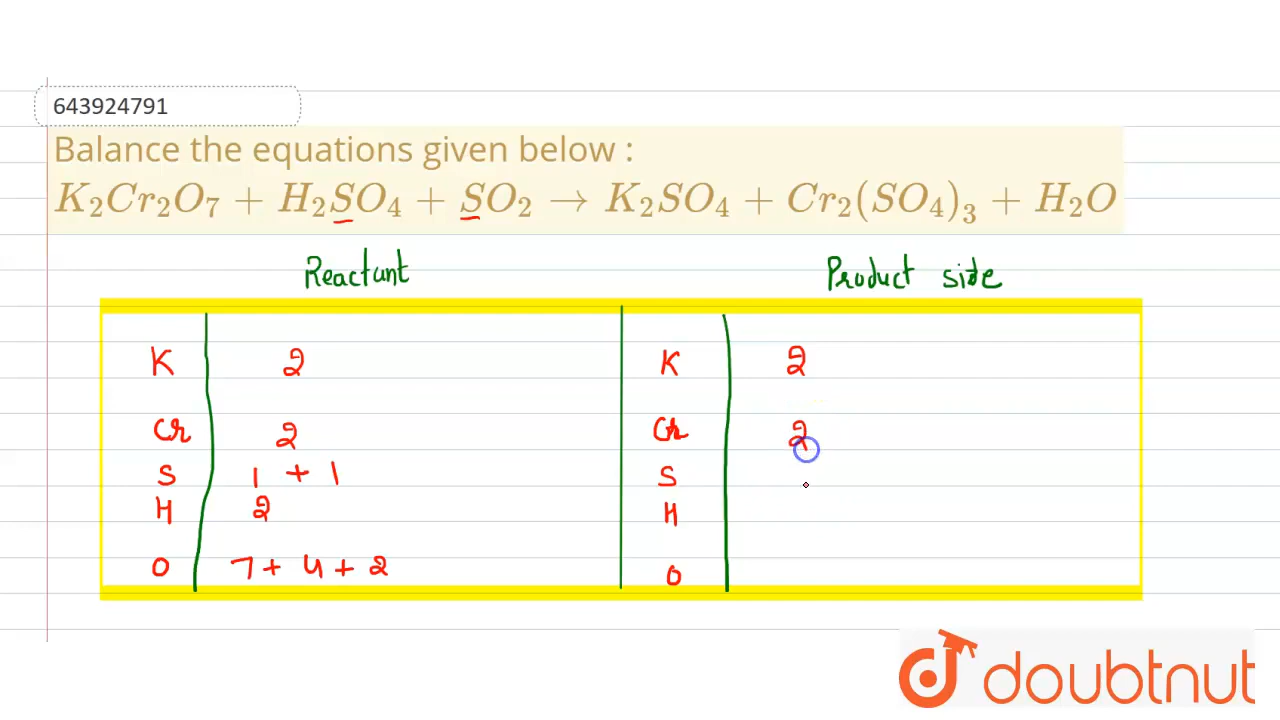 643924791
Balance the equations given below :
K₂Cr₂O₇ + H₂SO₄ + SO₂ → K₂SO₄ + Cr₂(SO₄)₃ + H₂O
Reactant Product side
K 2 K 2
Cr 2 Cr 2
S 1 + 1 S
H 2 H
O 7 + 4 + 2 O
doubtnut